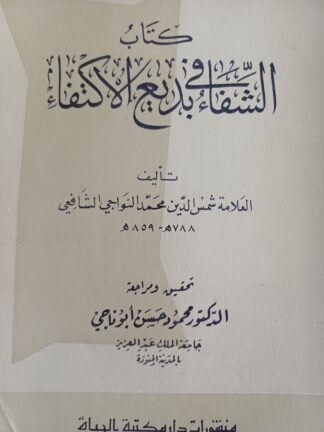 كتاب
الشفاء في بديع الاكتفاء
تأليف
العلامة شمس الدين محمد النواجي الشافعي
٧٨٨هـ - ٨٥٩هـ
تحقيق ومراجعة
الدكتور محمود حسن أبو ناجي
جامعة الملك عبد العزيز
بالمدينة المنورة
منشورات دار مكتبة الحياة